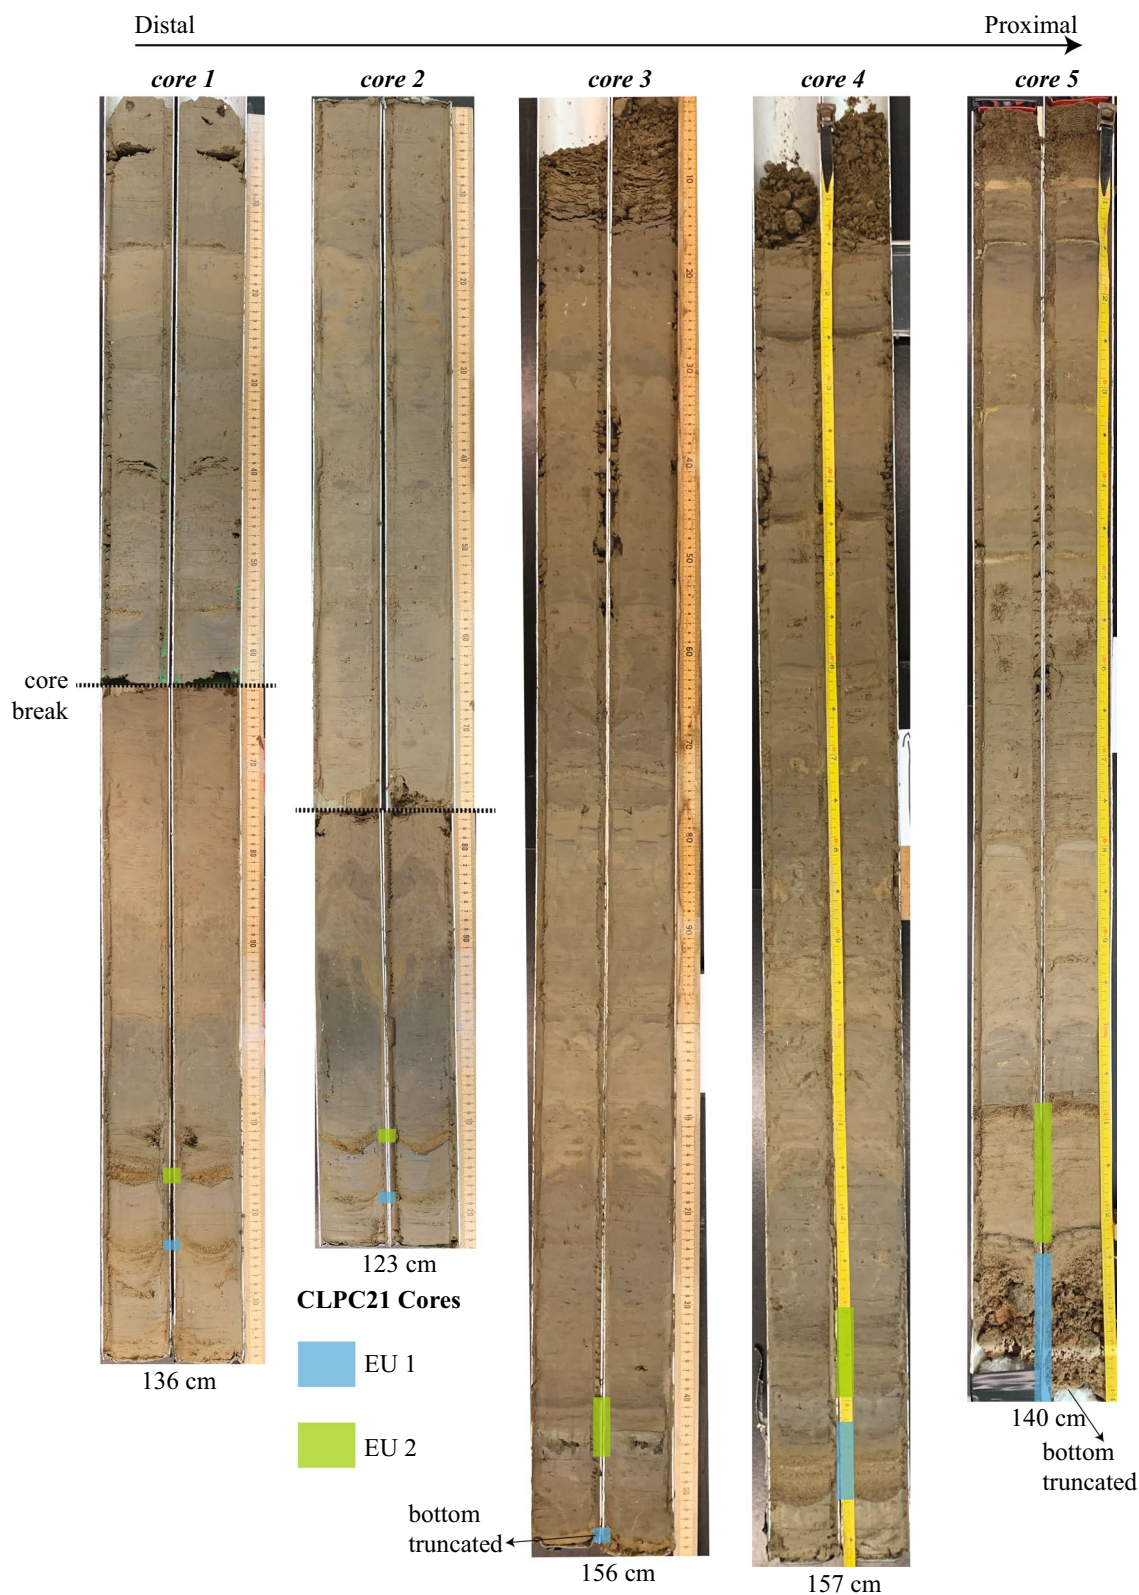 Distal
Proximal
core 1
core 2
core 3
core 4
core 5
core
break
136 cm
123 cm
CLPC21 Cores
EU 1
EU 2
bottom
truncated
156 cm
157 cm
140 cm
bottom
truncated